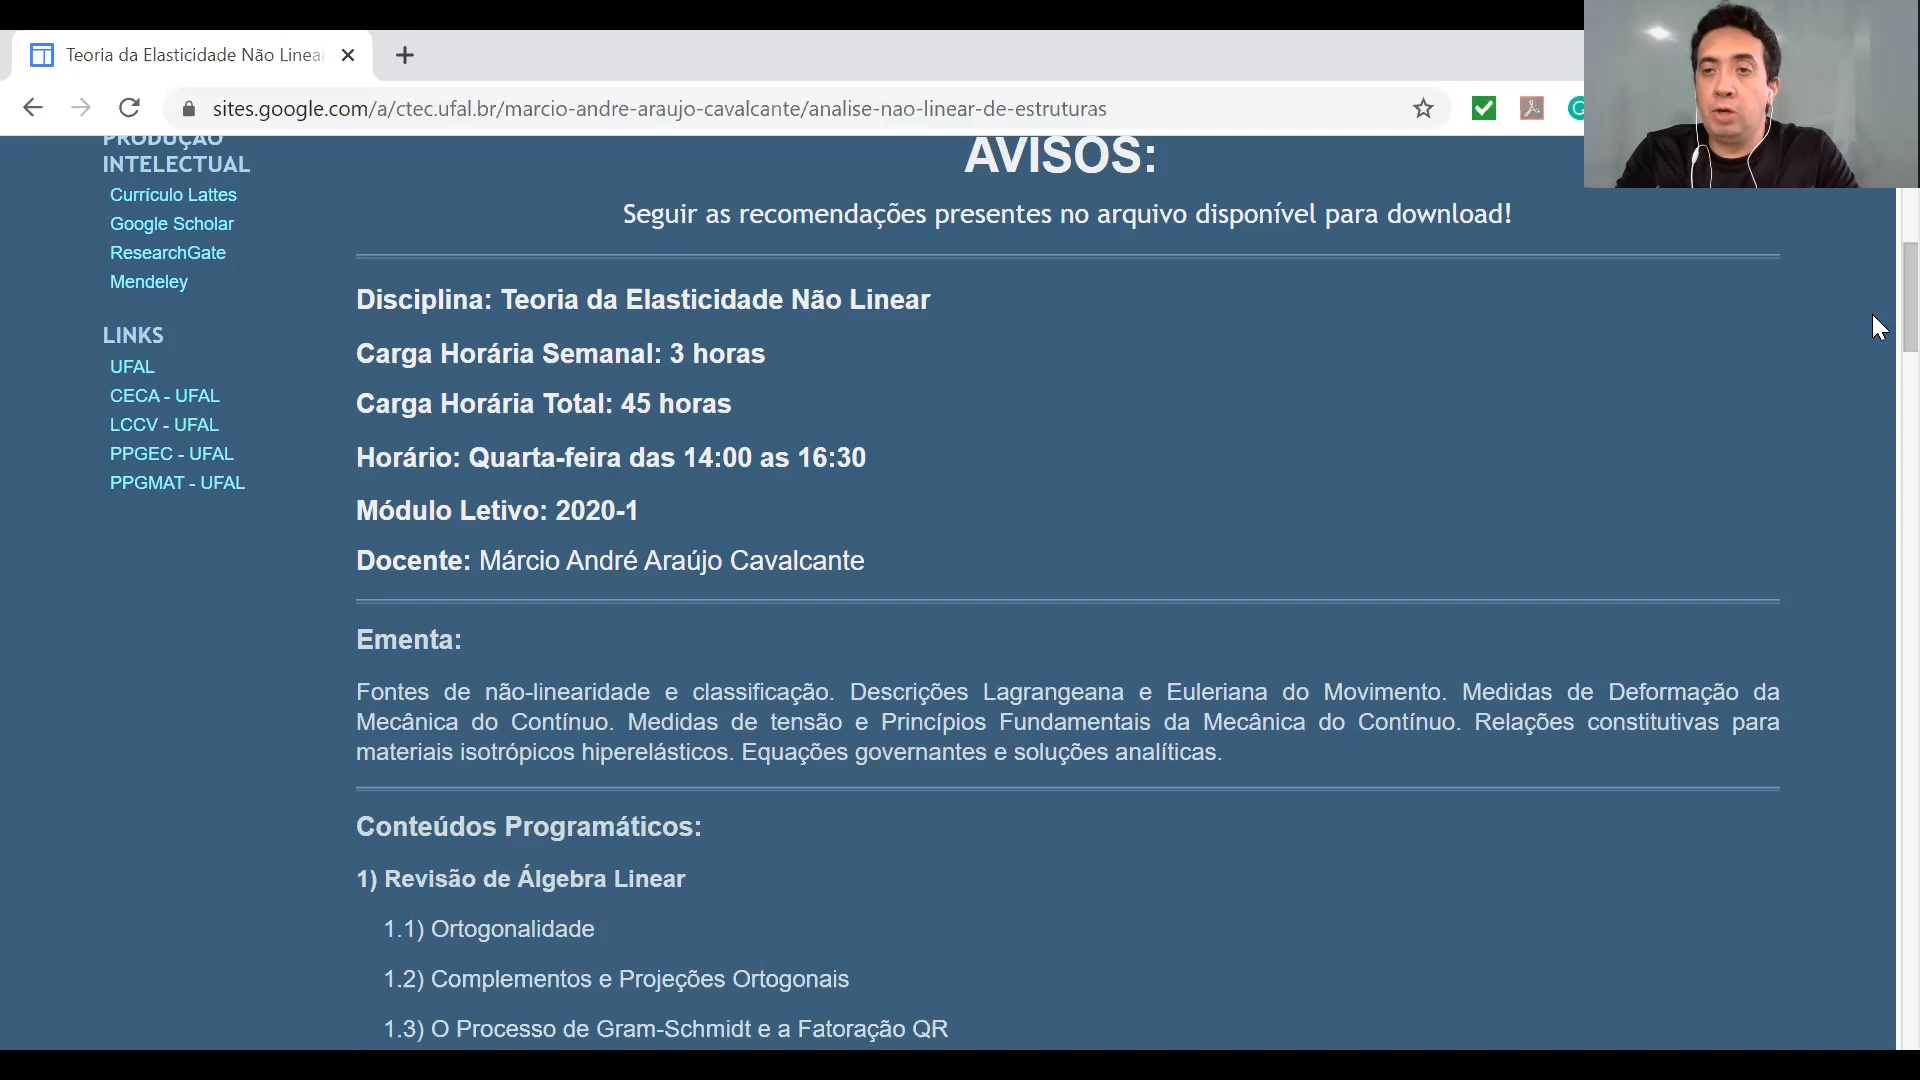 Teoria da Elasticidade Não Linea
sites.google.com/a/ctec.ufal.br/marcio-andre-araujo-cavalcante/analise-nao-linear-de-estruturas
PRODUÇÃO
INTELECTUAL
Currículo Lattes
Google Scholar
ResearchGate
Mendeley
LINKS
UFAL
CECA - UFAL
LCCV - UFAL
PPGEC - UFAL
PPGMAT - UFAL
AVISOS:
Seguir as recomendações presentes no arquivo disponível para download!
Disciplina: Teoria da Elasticidade Não Linear
Carga Horária Semanal: 3 horas
Carga Horária Total: 45 horas
Horário: Quarta-feira das 14:00 as 16:30
Módulo Letivo: 2020-1
Docente: Márcio André Araújo Cavalcante
Ementa:
Fontes de não-linearidade e classificação. Descrições Lagrangeana e Euleriana do Movimento. Medidas de Deformação da
Mecânica do Contínuo. Medidas de tensão e Princípios Fundamentais da Mecânica do Contínuo. Relações constitutivas para
materiais isotrópicos hiperelásticos. Equações governantes e soluções analíticas.
Conteúdos Programáticos:
1) Revisão de Álgebra Linear
1.1) Ortogonalidade
1.2) Complementos e Projeções Ortogonais
1.3) O Processo de Gram-Schmidt e a Fatoração QR